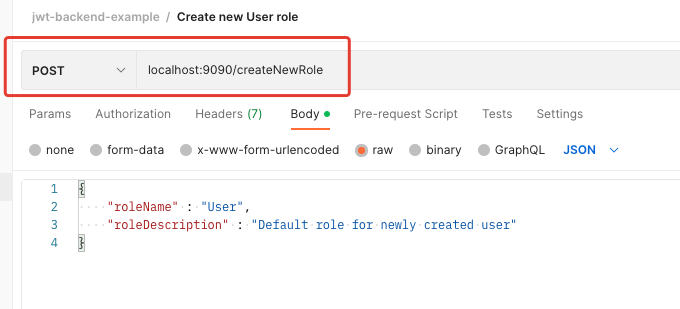 jwt-backend-example / Create new User role
POST localhost:9090/createNewRole
Params Authorization Headers (7) Body Pre-request Script Tests Settings
none form-data x-www-form-urlencoded raw binary GraphQL JSON
1 {
2 "roleName" : "User",
3 "roleDescription" : "Default role for newly created user"
4 }